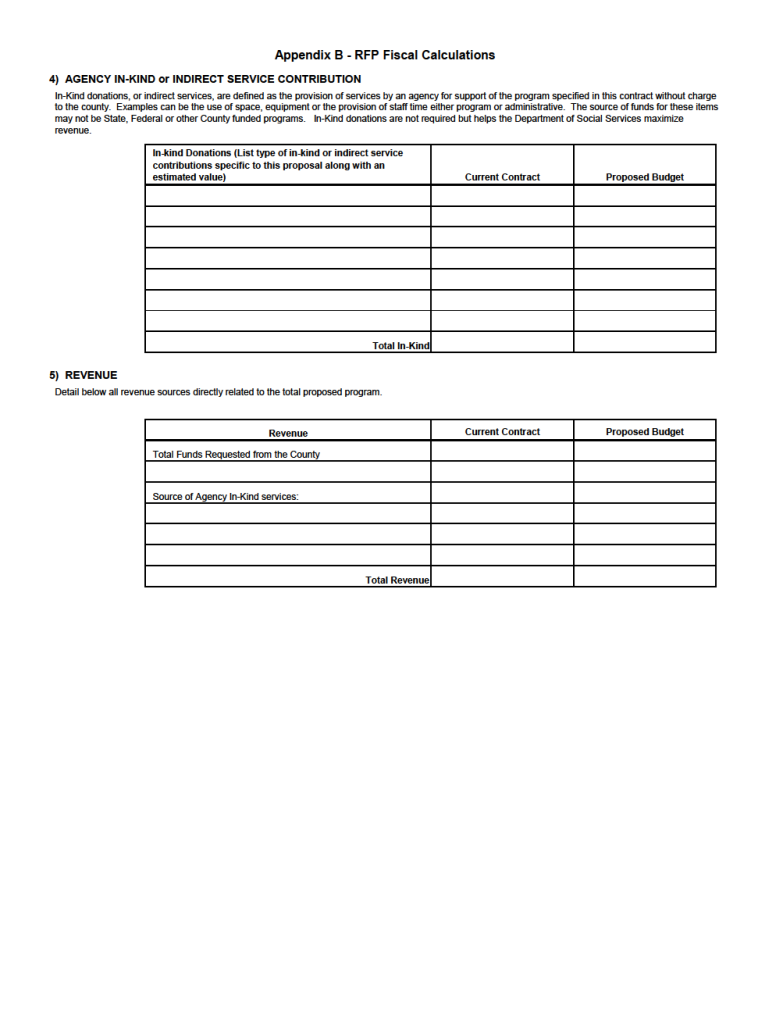 Appendix B - RFP Fiscal Calculations
4) AGENCY IN-KIND or INDIRECT SERVICE CONTRIBUTION
In-Kind donations, or indirect services, are defined as the provision of services by an agency for support of the program specified in this contract without charge
to the county. Examples can be the use of space, equipment or the provision of staff time either program or administrative. The source of funds for these items
may not be State, Federal or other County funded programs. In-Kind donations are not required but helps the Department of Social Services maximize
revenue.
In-kind Donations (List type of in-kind or indirect service
contributions specific to this proposal along with an
estimated value) Current Contract Proposed Budget
Total In-Kind
5) REVENUE
Detail below all revenue sources directly related to the total proposed program.
Revenue Current Contract Proposed Budget
Total Funds Requested from the County
Source of Agency In-Kind services:
Total Revenue